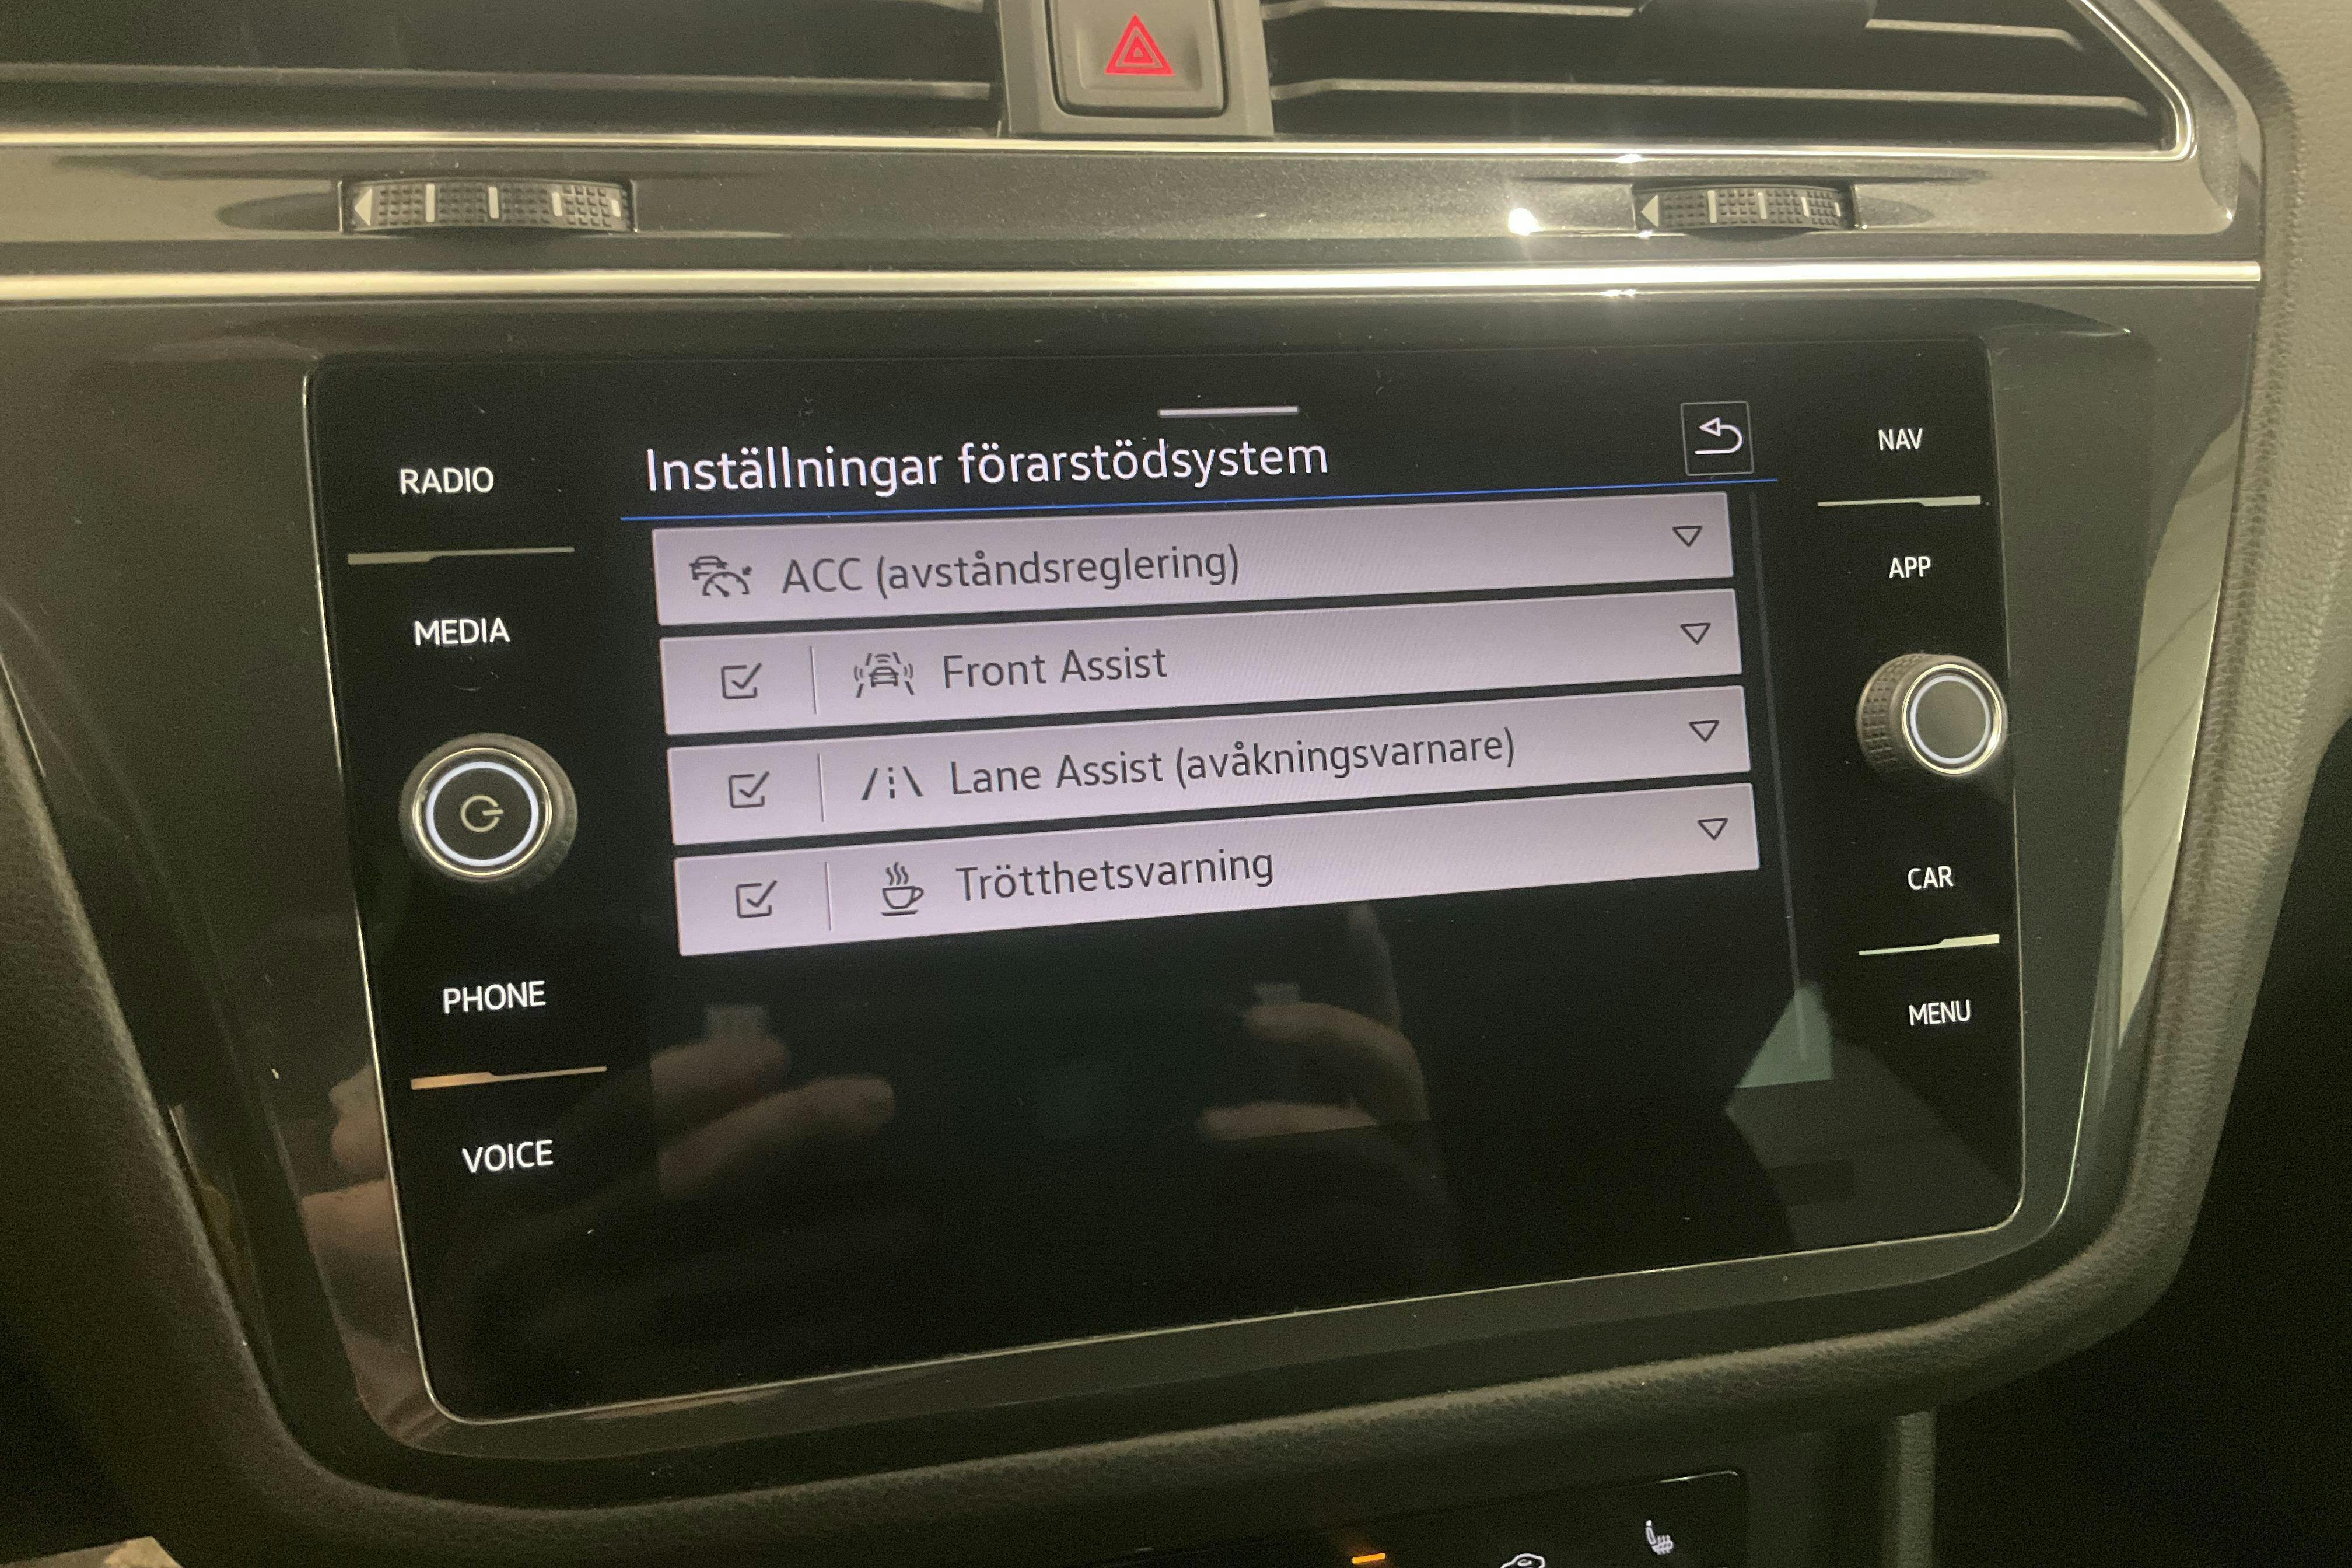 RADIO
MEDIA
PHONE
VOICE
Inställningar förarstödsystem
ACC (avståndsreglering)
Front Assist
Lane Assist (avåkningsvarnare)
Trötthetsvarning
NAV
APP
CAR
MENU